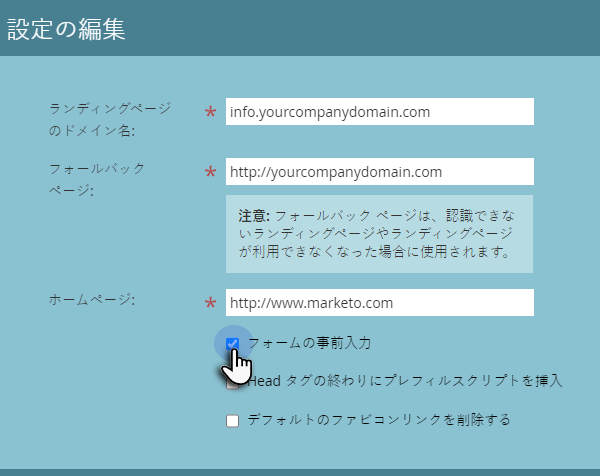 設定の編集
ランディングページ
のドメイン名:
* info.yourcompanydomain.com
フォールバック
ページ:
* http://yourcompanydomain.com
注意: フォールバック ページは、認識できな
いランディングページやランディングページ
が利用できなくなった場合に使用されます。
ホームページ:
* http://www.marketo.com
フォームの事前入力
Head タグの終わりにプレフィルスクリプトを挿入
デフォルトのファビコンリンクを削除する